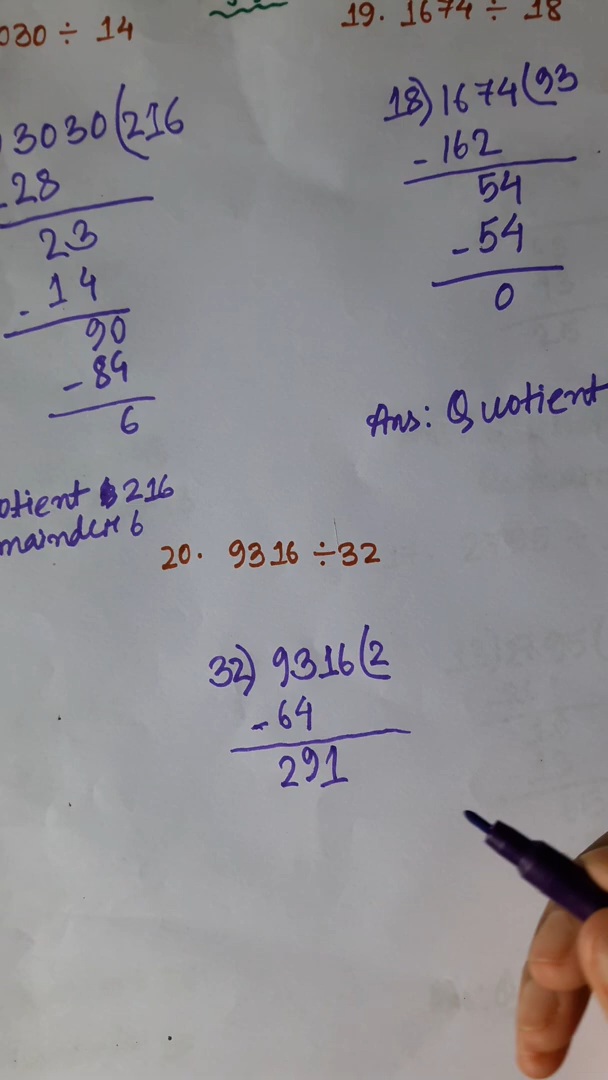 030 ÷ 14
3030(216
-28
23
-14
90
-84
6
otient 216
mainder 6
19. 1674 ÷ 18
18)1674(93
-162
54
-54
0
Ans: Quotient
20. 9316 ÷ 32
32)9316(2
-64
291